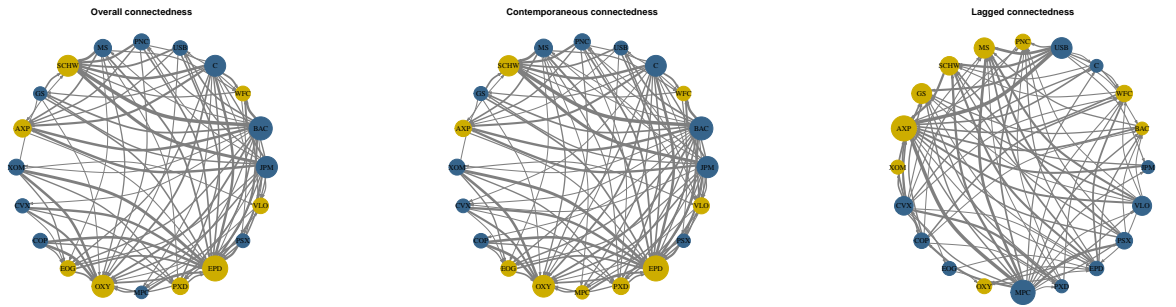 Overall connectedness
PNC
USB
MS
C
SCHW
WFC
GS
BAC
AXP
JPM
XOM
VLO
CVX
PSX
COP
EPD
EOG
PXD
OXY
MPC
Contemporaneous connectedness
PNC
USB
MS
C
SCHW
WFC
GS
BAC
AXP
JPM
XOM
VLO
CVX
PSX
COP
EPD
EOG
PXD
OXY
MPC
Lagged connectedness
PNC
USB
MS
C
SCHW
WFC
GS
BAC
AXP
JPM
XOM
VLO
CVX
PSX
COP
EPD
EOG
PXD
OXY
MPC